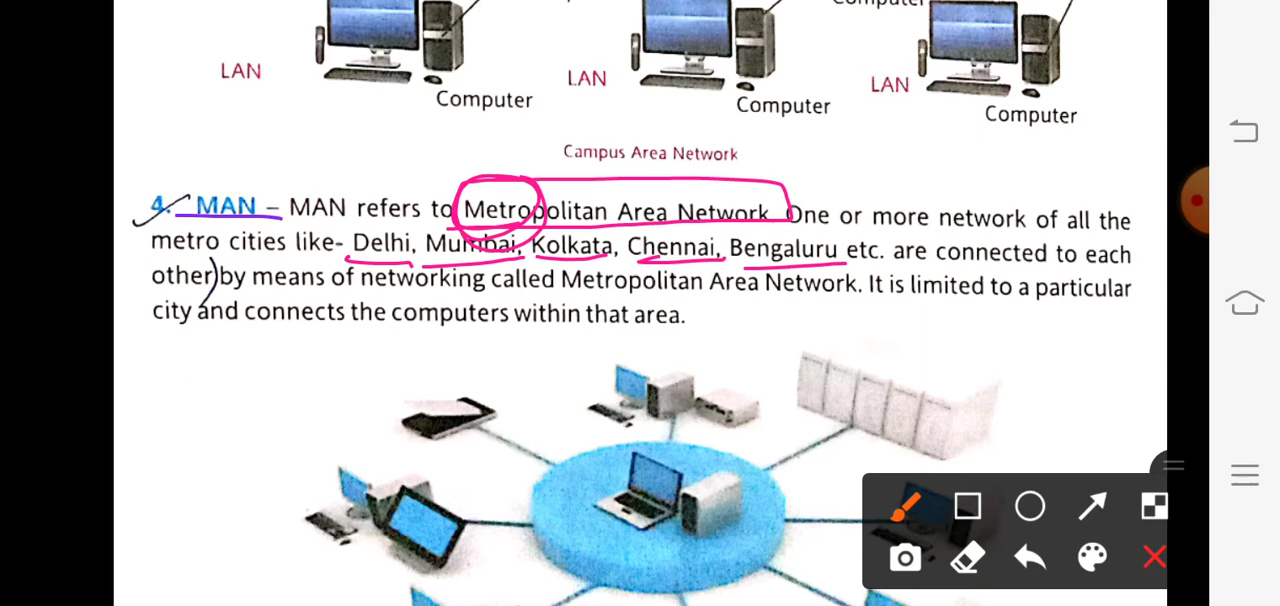 Computer
LAN
LAN
LAN
Computer
Computer
Computer
Campus Area Network
4. MAN – MAN refers to Metropolitan Area Network One or more network of all the
metro cities like- Delhi, Mumbai, Kolkata, Chennai, Bengaluru etc. are connected to each
other by means of networking called Metropolitan Area Network. It is limited to a particular
city and connects the computers within that area.